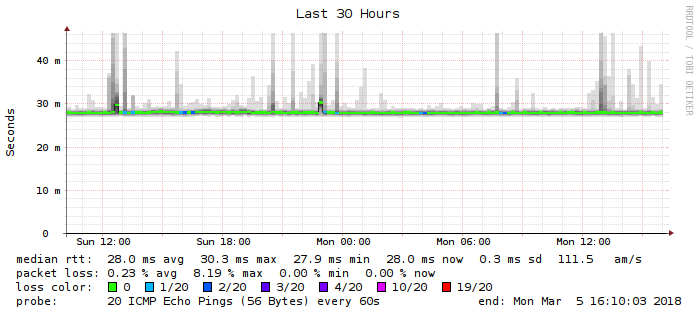 Last 30 Hours
RRDTOOL / TOBI OETIKER
Seconds
40 m
30 m
20 m
10 m
0
Sun 12:00 Sun 18:00 Mon 00:00 Mon 06:00 Mon 12:00
median rtt: 28.0 ms avg 30.3 ms max 27.9 ms min 28.0 ms now 0.3 ms sd 111.5 am/s
packet loss: 0.23 % avg 8.19 % max 0.00 % min 0.00 % now
loss color: 0 1/20 2/20 3/20 4/20 10/20 19/20
probe: 20 ICMP Echo Pings (56 Bytes) every 60s end: Mon Mar 5 16:10:03 2018